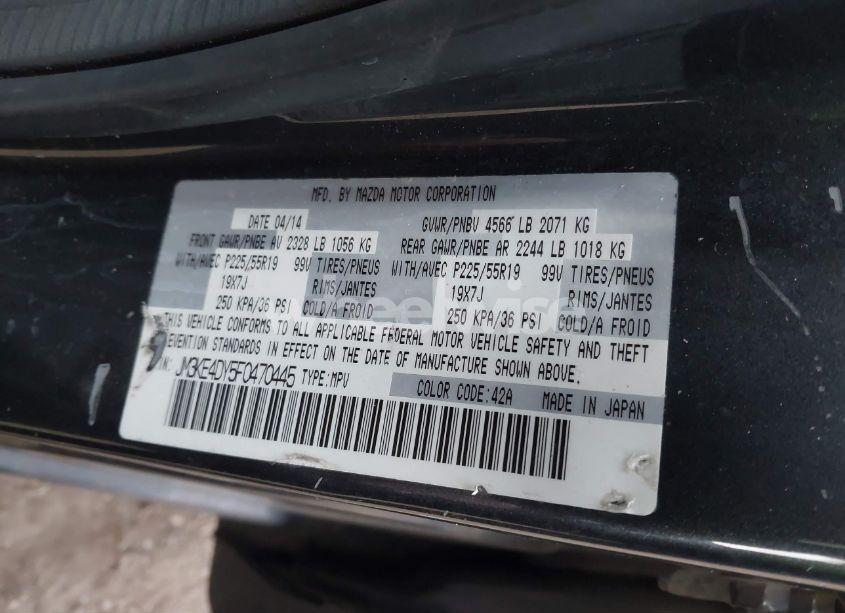 MFD. BY MAZDA MOTOR CORPORATION
DATE 04/14 GVWR/PNBV 4566 LB 2071 KG
FRONT GAWR/PNBE AV 2328 LB 1056 KG REAR GAWR/PNBE AR 2244 LB 1018 KG
WITH/AVEC P225/55R19 99V TIRES/PNEUS WITH/AVEC P225/55R19 99V TIRES/PNEUS
19X7J RIMS/JANTES 19X7J RIMS/JANTES
250 KPA/36 PSI COLD/A FROID 250 KPA/36 PSI COLD/A FROID
THIS VEHICLE CONFORMS TO ALL APPLICABLE FEDERAL MOTOR VEHICLE SAFETY AND THEFT
EVENTION STANDARDS IN EFFECT ON THE DATE OF MANUFACTURE SHOWN ABOVE.
IN: JM3KE4DY5F0470445 TYPE:MPV
COLOR CODE:42A MADE IN JAPAN